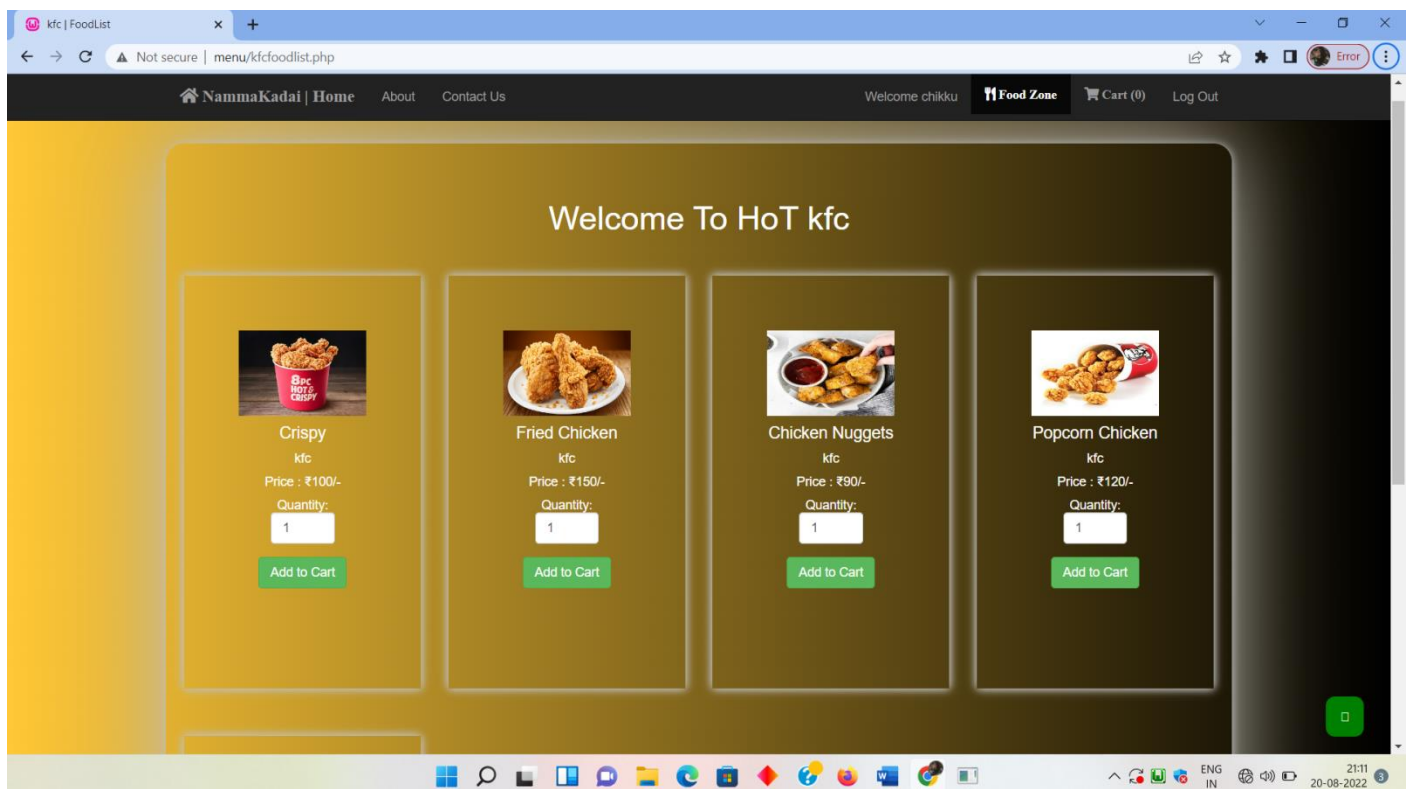 kfc | FoodList
Not secure | menu/kfcfoodlist.php
Error
NammaKadai | Home About Contact Us Welcome chikku Food Zone Cart (0) Log Out
Welcome To HoT kfc
8PC
HOT &
CRISPY
KFC
Crispy Fried Chicken Chicken Nuggets Popcorn Chicken
kfc kfc kfc kfc
Price : ₹100/- Price : ₹150/- Price : ₹90/- Price : ₹120/-
Quantity: Quantity: Quantity: Quantity:
1 1 1 1
Add to Cart Add to Cart Add to Cart Add to Cart
ENG
IN
21:11
20-08-2022
3